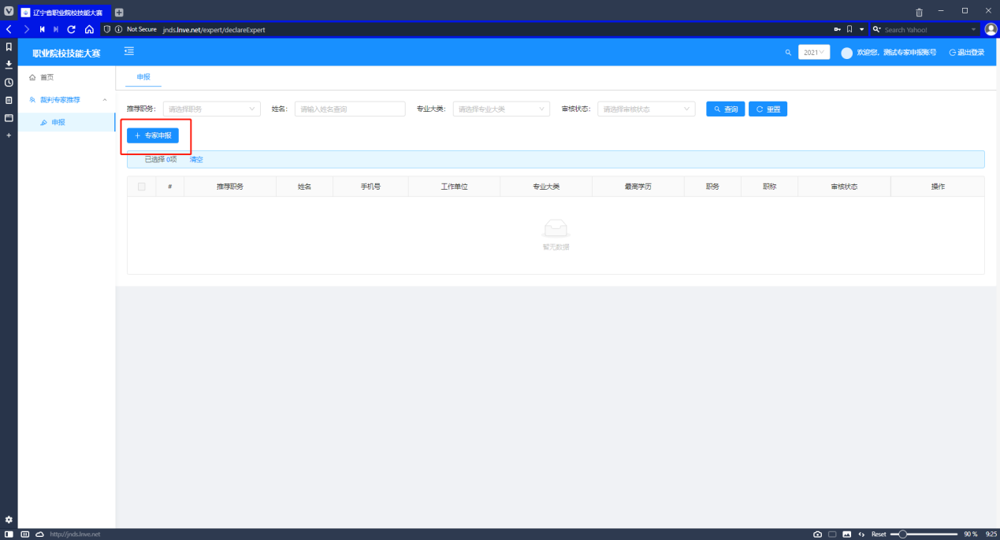 辽宁省职业院校技能大赛
Not Secure jnds.lnve.net/expert/declareExpert
Search Yahoo!
职业院校技能大赛
2021
欢迎您，测试专家申报账号
退出登录
首页
裁判专家推荐
申报
申报
推荐职务： 请选择职务 姓名： 请输入姓名查询 专业大类： 请选择专业大类 审核状态： 请选择审核状态 查询 重置
+ 专家申报
已选择 0项 清空
# 推荐职务 姓名 手机号 工作单位 专业大类 最高学历 职务 职称 审核状态 操作
暂无数据
http://jnds.lnve.net
Reset 90 % 9:25